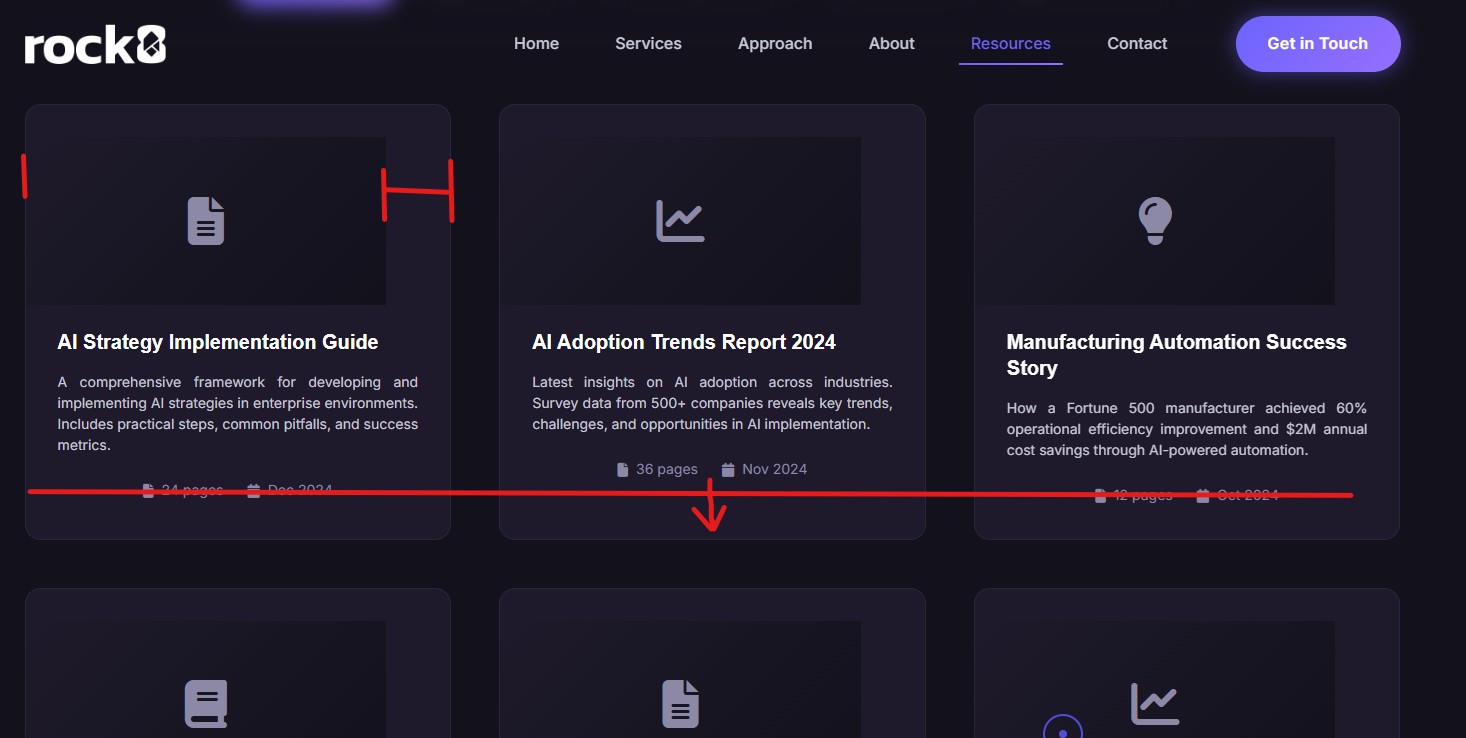 rock8
Home Services Approach About Resources Contact Get in Touch
AI Strategy Implementation Guide
A comprehensive framework for developing and
implementing AI strategies in enterprise environments.
Includes practical steps, common pitfalls, and success
metrics.
24 pages Dec 2024
AI Adoption Trends Report 2024
Latest insights on AI adoption across industries.
Survey data from 500+ companies reveals key trends,
challenges, and opportunities in AI implementation.
36 pages Nov 2024
Manufacturing Automation Success
Story
How a Fortune 500 manufacturer achieved 60%
operational efficiency improvement and $2M annual
cost savings through AI-powered automation.
12 pages Oct 2024